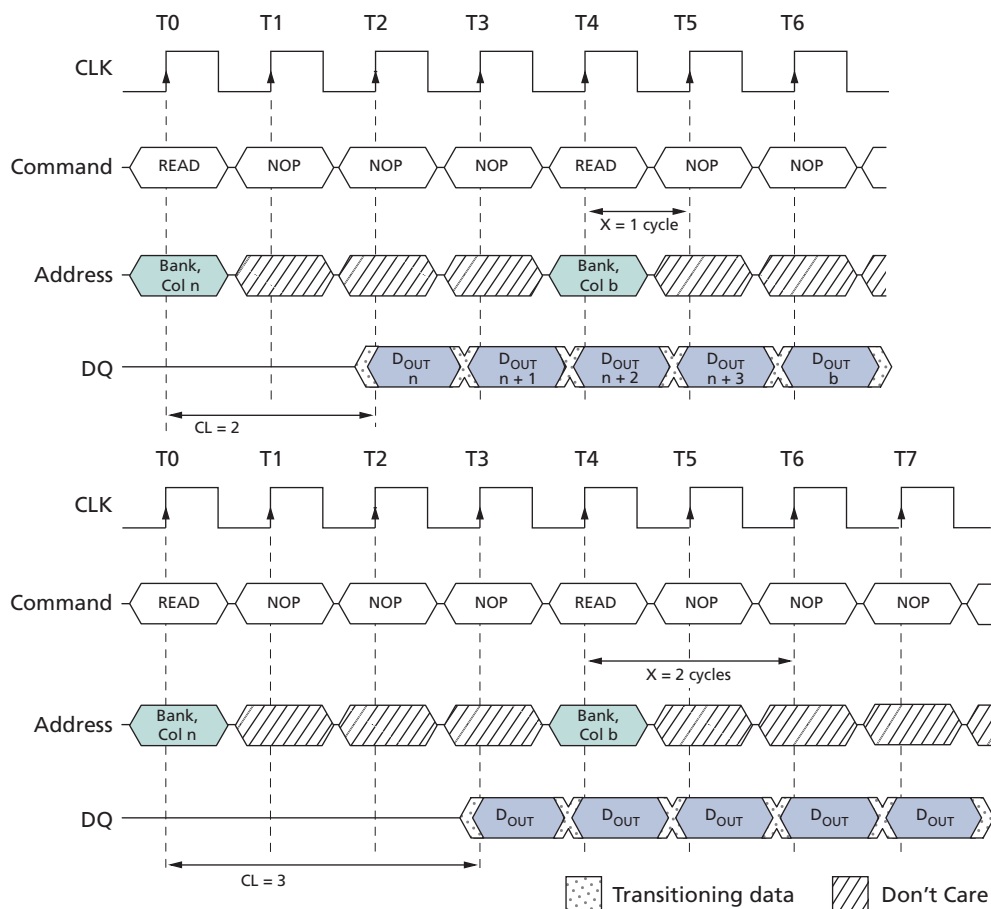 T0 T1 T2 T3 T4 T5 T6
CLK
Command READ NOP NOP NOP READ NOP NOP
X = 1 cycle
Address Bank, Col n Bank, Col b
DQ DOUT n DOUT n + 1 DOUT n + 2 DOUT n + 3 DOUT b
CL = 2
T0 T1 T2 T3 T4 T5 T6 T7
CLK
Command READ NOP NOP NOP READ NOP NOP NOP
X = 2 cycles
Address Bank, Col n Bank, Col b
DQ DOUT DOUT DOUT DOUT DOUT
CL = 3
Transitioning data Don't Care